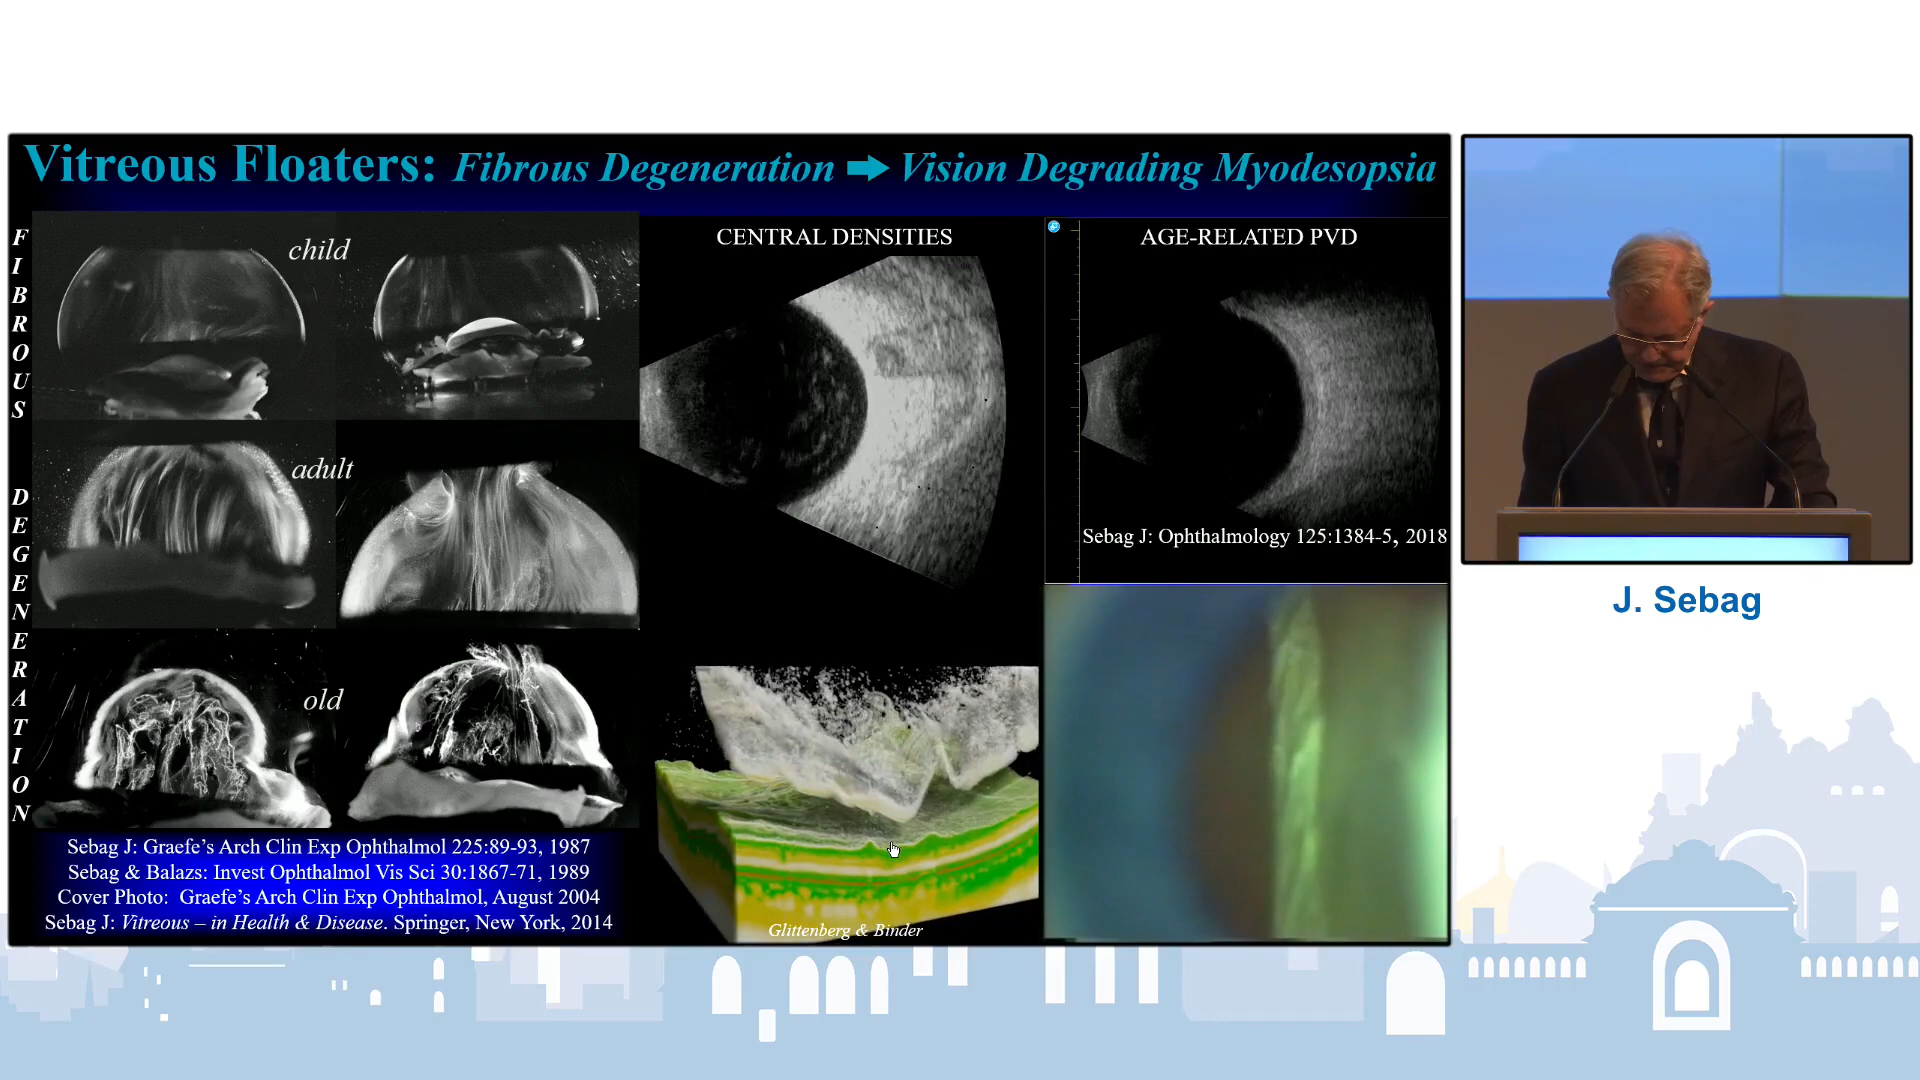 Vitreous Floaters: Fibrous Degeneration ➡ Vision Degrading Myodesopsia
FIBROUS DEGENERATION
child
adult
old
Sebag J: Graefe’s Arch Clin Exp Ophthalmol 225:89-93, 1987
Sebag & Balazs: Invest Ophthalmol Vis Sci 30:1867-71, 1989
Cover Photo: Graefe’s Arch Clin Exp Ophthalmol, August 2004
Sebag J: Vitreous – in Health & Disease. Springer, New York, 2014
CENTRAL DENSITIES
Glittenberg & Binder
AGE-RELATED PVD
Sebag J: Ophthalmology 125:1384-5, 2018
J. Sebag